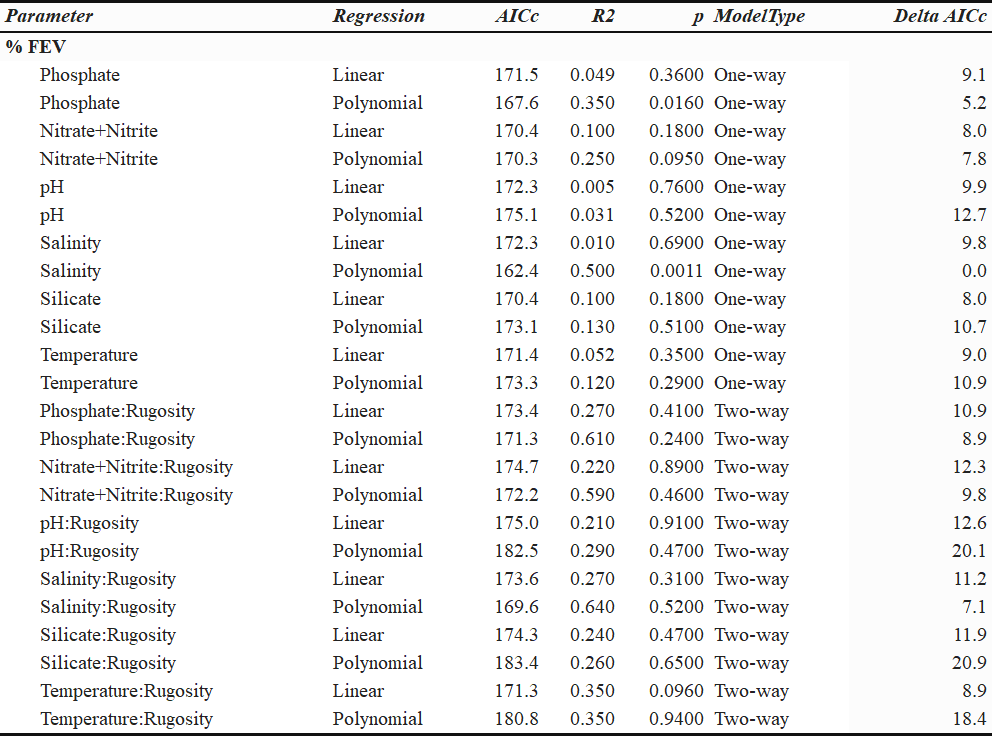 Parameter Regression AICc R2 p ModelType Delta AICc
% FEV
Phosphate Linear 171.5 0.049 0.3600 One-way 9.1
Phosphate Polynomial 167.6 0.350 0.0160 One-way 5.2
Nitrate+Nitrite Linear 170.4 0.100 0.1800 One-way 8.0
Nitrate+Nitrite Polynomial 170.3 0.250 0.0950 One-way 7.8
pH Linear 172.3 0.005 0.7600 One-way 9.9
pH Polynomial 175.1 0.031 0.5200 One-way 12.7
Salinity Linear 172.3 0.010 0.6900 One-way 9.8
Salinity Polynomial 162.4 0.500 0.0011 One-way 0.0
Silicate Linear 170.4 0.100 0.1800 One-way 8.0
Silicate Polynomial 173.1 0.130 0.5100 One-way 10.7
Temperature Linear 171.4 0.052 0.3500 One-way 9.0
Temperature Polynomial 173.3 0.120 0.2900 One-way 10.9
Phosphate:Rugosity Linear 173.4 0.270 0.4100 Two-way 10.9
Phosphate:Rugosity Polynomial 171.3 0.610 0.2400 Two-way 8.9
Nitrate+Nitrite:Rugosity Linear 174.7 0.220 0.8900 Two-way 12.3
Nitrate+Nitrite:Rugosity Polynomial 172.2 0.590 0.4600 Two-way 9.8
pH:Rugosity Linear 175.0 0.210 0.9100 Two-way 12.6
pH:Rugosity Polynomial 182.5 0.290 0.4700 Two-way 20.1
Salinity:Rugosity Linear 173.6 0.270 0.3100 Two-way 11.2
Salinity:Rugosity Polynomial 169.6 0.640 0.5200 Two-way 7.1
Silicate:Rugosity Linear 174.3 0.240 0.4700 Two-way 11.9
Silicate:Rugosity Polynomial 183.4 0.260 0.6500 Two-way 20.9
Temperature:Rugosity Linear 171.3 0.350 0.0960 Two-way 8.9
Temperature:Rugosity Polynomial 180.8 0.350 0.9400 Two-way 18.4